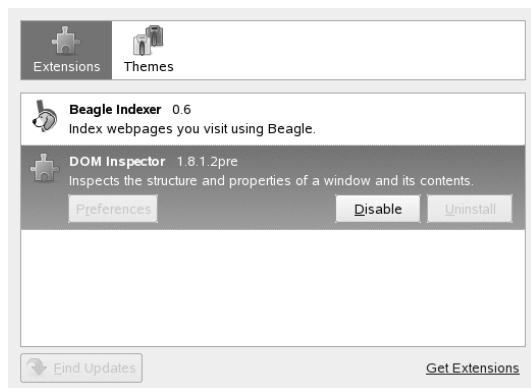 Extensions Themes
Beagle Indexer 0.6
Index webpages you visit using Beagle.
DOM Inspector 1.8.1.2pre
Inspects the structure and properties of a window and its contents.
Preferences Disable Uninstall
Find Updates Get Extensions